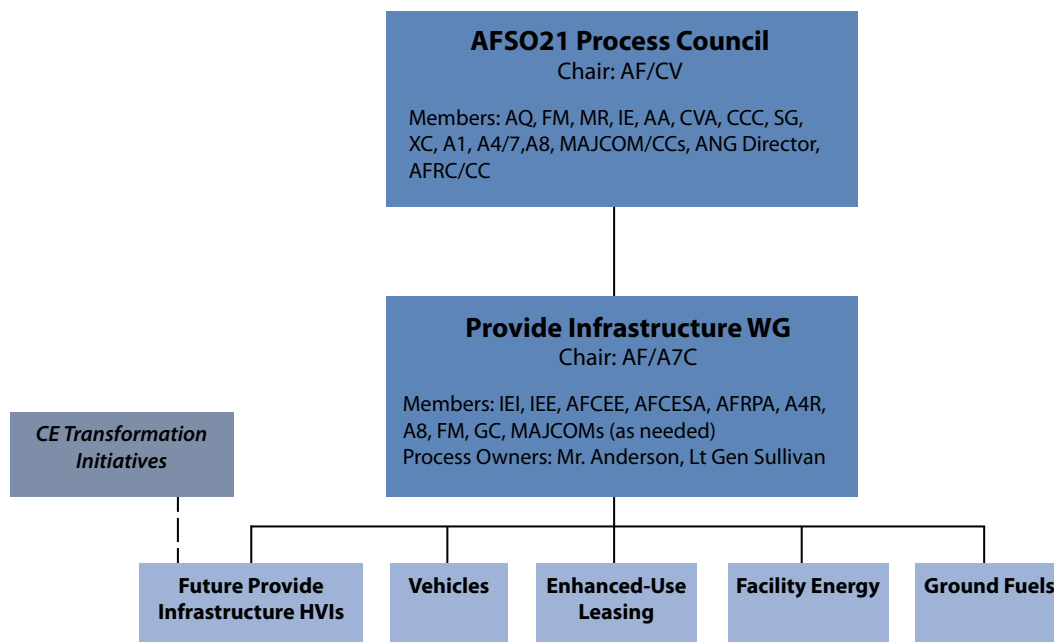 AFSO21 Process Council
Chair: AF/CV
Members: AQ, FM, MR, IE, AA, CVA, CCC, SG,
XC, A1, A4/7,A8, MAJCOM/CCs, ANG Director,
AFRC/CC
Provide Infrastructure WG
Chair: AF/A7C
Members: IEI, IEE, AFCEE, AFCESA, AFRPA, A4R,
A8, FM, GC, MAJCOMs (as needed)
Process Owners: Mr. Anderson, Lt Gen Sullivan
CE Transformation
Initiatives
Future Provide
Infrastructure HVIs
Vehicles
Enhanced-Use
Leasing
Facility Energy
Ground Fuels